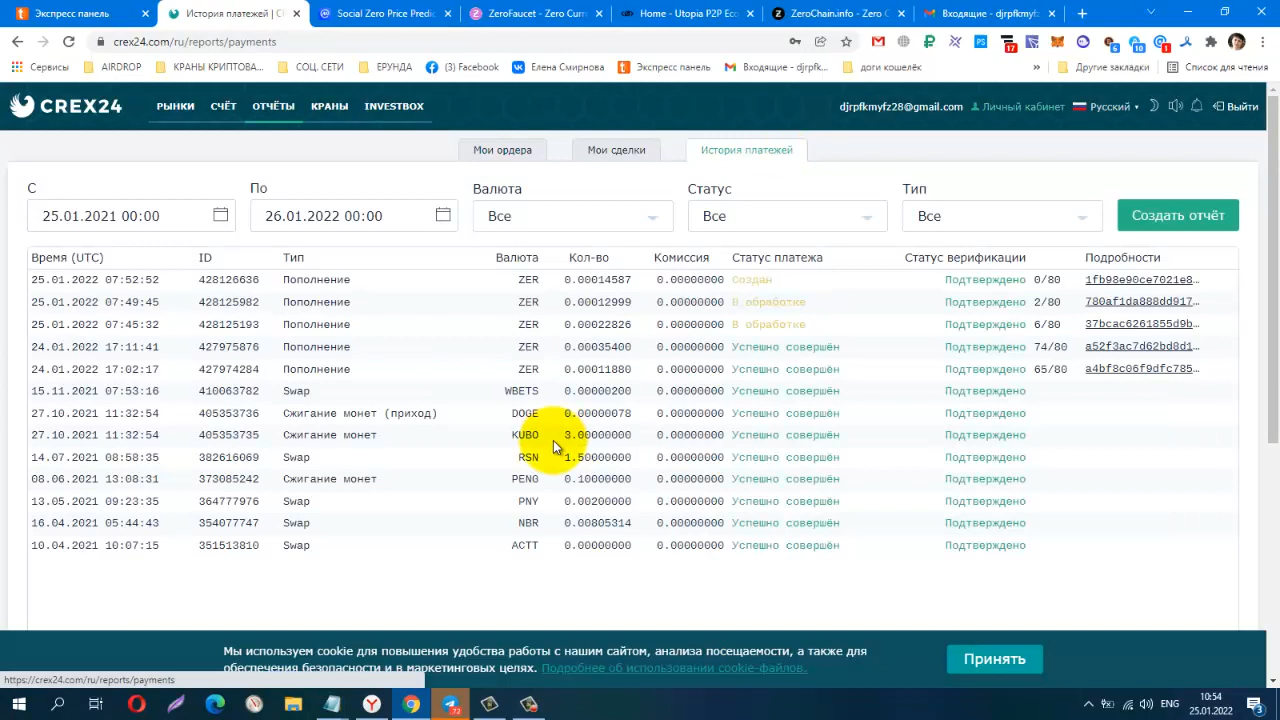 Экспресс панель
История платежей | C
Social Zero Price Predic
ZeroFaucet - Zero Curr
Home - Utopia P2P Eco
ZeroChain.info - Zero C
Входящие - djrpfkmyfz
crex24.com/ru/reports/payments
17
6
10
1
Сервисы
AIRDROP
КРАНЫ КРИПТОВА...
СОЦ. СЕТИ
ЕРУНДА
(3) Facebook
Елена Смирнова
Экспресс панель
Входящие - djrpfk...
доги кошелёк
»
Другие закладки
Список для чтения
CREX24
РЫНКИ
СЧЁТ
ОТЧЁТЫ
КРАНЫ
INVESTBOX
djrpfkmyfz28@gmail.com
Личный кабинет
Русский
Выйти
Мои ордера
Мои сделки
История платежей
С
По
Валюта
Статус
Тип
25.01.2021 00:00
26.01.2022 00:00
Все
Все
Все
Создать отчёт
Время (UTC) ID Тип Валюта Кол-во Комиссия Статус платежа Статус верификации Подробности
25.01.2022 07:52:52 428126636 Пополнение ZER 0.00014587 0.00000000 Создан Подтверждено 0/80 1fb98e90ce7021e8…
25.01.2022 07:49:45 428125982 Пополнение ZER 0.00012999 0.00000000 В обработке Подтверждено 2/80 780af1da888dd917…
25.01.2022 07:45:32 428125193 Пополнение ZER 0.00022826 0.00000000 В обработке Подтверждено 6/80 37bcac6261855d9b…
24.01.2022 17:11:41 427975876 Пополнение ZER 0.00035400 0.00000000 Успешно совершён Подтверждено 74/80 a52f3ac7d62bd8d1…
24.01.2022 17:02:17 427974284 Пополнение ZER 0.00011880 0.00000000 Успешно совершён Подтверждено 65/80 a4bf8c06f9dfc785…
15.11.2021 07:53:16 410063782 Swap WBETS 0.00000200 0.00000000 Успешно совершён Подтверждено
27.10.2021 11:32:54 405353736 Сжигание монет (приход) DOGE 0.00000078 0.00000000 Успешно совершён Подтверждено
27.10.2021 11:32:54 405353735 Сжигание монет KUBO 3.00000000 0.00000000 Успешно совершён Подтверждено
14.07.2021 08:58:35 382616069 Swap RSN 1.50000000 0.00000000 Успешно совершён Подтверждено
08.06.2021 13:08:31 373085242 Сжигание монет PENG 0.10000000 0.00000000 Успешно совершён Подтверждено
13.05.2021 09:23:35 364777976 Swap PNY 0.00200000 0.00000000 Успешно совершён Подтверждено
16.04.2021 05:44:43 354077747 Swap NBR 0.00805314 0.00000000 Успешно совершён Подтверждено
10.04.2021 10:07:15 351513810 Swap ACTT 0.00000000 0.00000000 Успешно совершён Подтверждено
Мы используем cookie для повышения удобства работы с нашим сайтом, анализа посещаемости, а также для
обеспечения безопасности и в маркетинговых целях. Подробнее об использовании cookie-файлов.
Принять
https://crex24.com/ru/reports/payments
72
ENG
10:54
25.01.2022
3